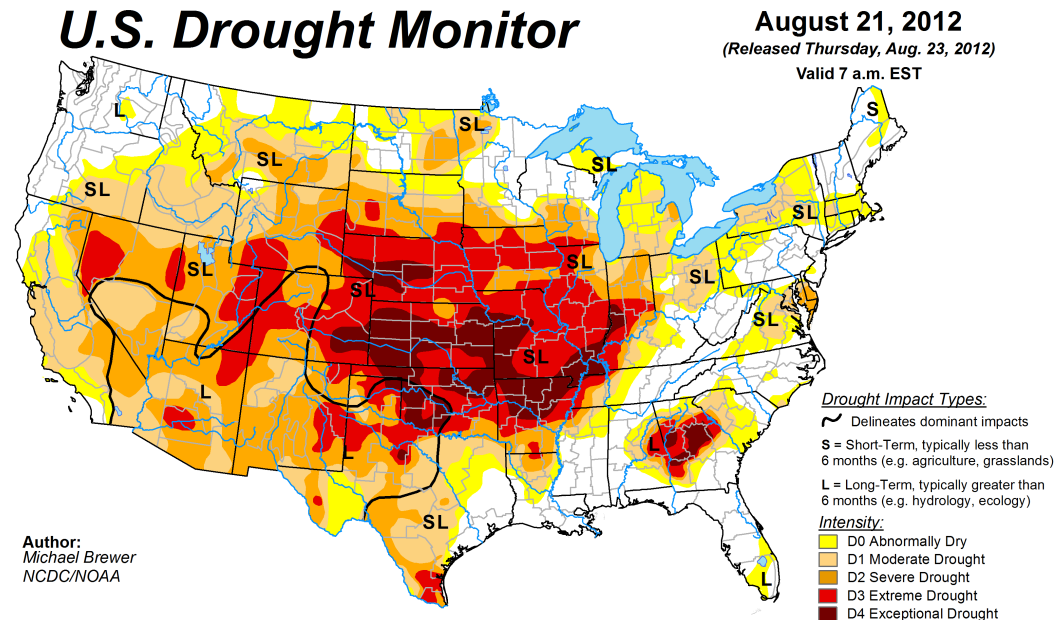 U.S. Drought Monitor
August 21, 2012
(Released Thursday, Aug. 23, 2012)
Valid 7 a.m. EST
L
S
SL
SL
SL
SL
SL
SL
SL
SL
SL
SL
SL
L
L
L
SL
L
Drought Impact Types:
Delineates dominant impacts
S = Short-Term, typically less than
6 months (e.g. agriculture, grasslands)
L = Long-Term, typically greater than
6 months (e.g. hydrology, ecology)
Intensity:
D0 Abnormally Dry
D1 Moderate Drought
D2 Severe Drought
D3 Extreme Drought
D4 Exceptional Drought
Author:
Michael Brewer
NCDC/NOAA